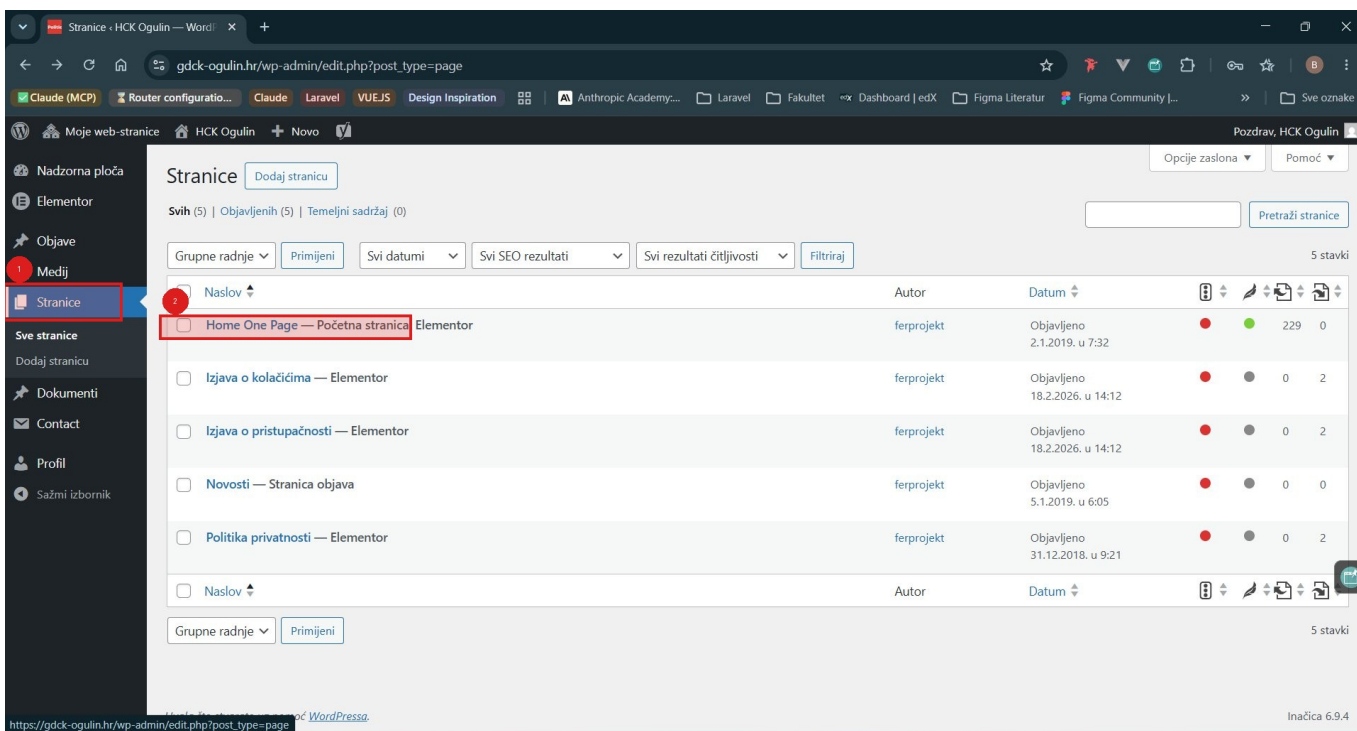 Stranice ‹ HCK Ogulin — WordP
gdck-ogulin.hr/wp-admin/edit.php?post_type=page
B
Claude (MCP) Router configuratio... Claude Laravel VUEJS Design Inspiration Anthropic Academy:... Laravel Fakultet Dashboard | edX Figma Literatur Figma Community |... » Sve oznake
Moje web-stranice HCK Ogulin + Novo Pozdrav, HCK Ogulin
Nadzorna ploča
Elementor
Objave
1
Medij
Stranice
Sve stranice
Dodaj stranicu
Dokumenti
Contact
Profil
Sažmi izbornik
Opcije zaslona ▼ Pomoć ▼
Stranice Dodaj stranicu
Svih (5) | Objavljenih (5) | Temeljni sadržaj (0)
Pretraži stranice
Grupne radnje Primijeni Svi datumi Svi SEO rezultati Svi rezultati čitljivosti Filtriraj 5 stavki
2
Naslov Autor Datum
Home One Page — Početna stranica, Elementor ferprojekt Objavljeno 229 0
2.1.2019. u 7:32
Izjava o kolačićima — Elementor ferprojekt Objavljeno 0 2
18.2.2026. u 14:12
Izjava o pristupačnosti — Elementor ferprojekt Objavljeno 0 2
18.2.2026. u 14:12
Novosti — Stranica objava ferprojekt Objavljeno 0 0
5.1.2019. u 6:05
Politika privatnosti — Elementor ferprojekt Objavljeno 0 2
31.12.2018. u 9:21
Naslov Autor Datum
Grupne radnje Primijeni 5 stavki
WordPressa. Inačica 6.9.4
https://gdck-ogulin.hr/wp-admin/edit.php?post_type=page